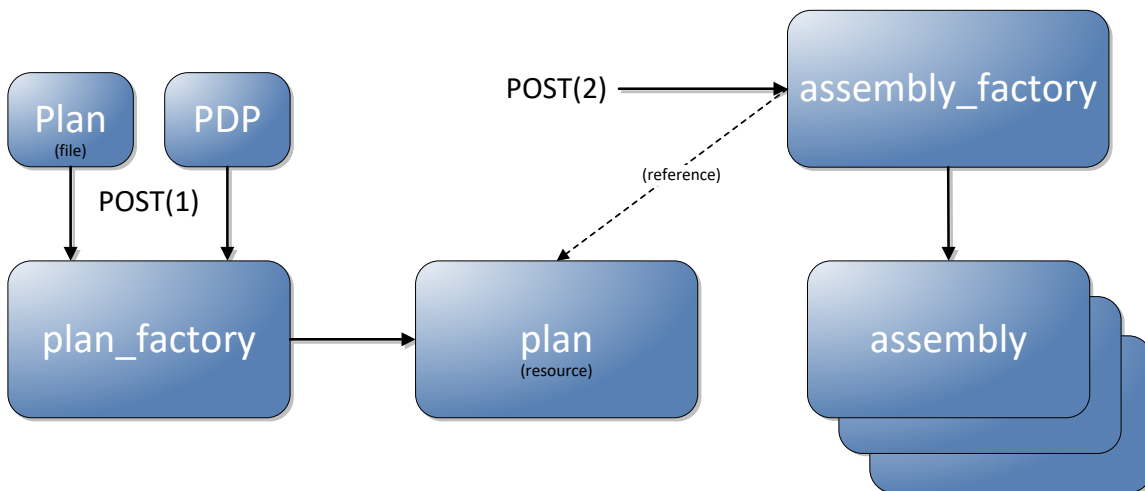 Plan
(file)
PDP
POST(1)
plan_factory
plan
(resource)
POST(2)
(reference)
assembly_factory
assembly